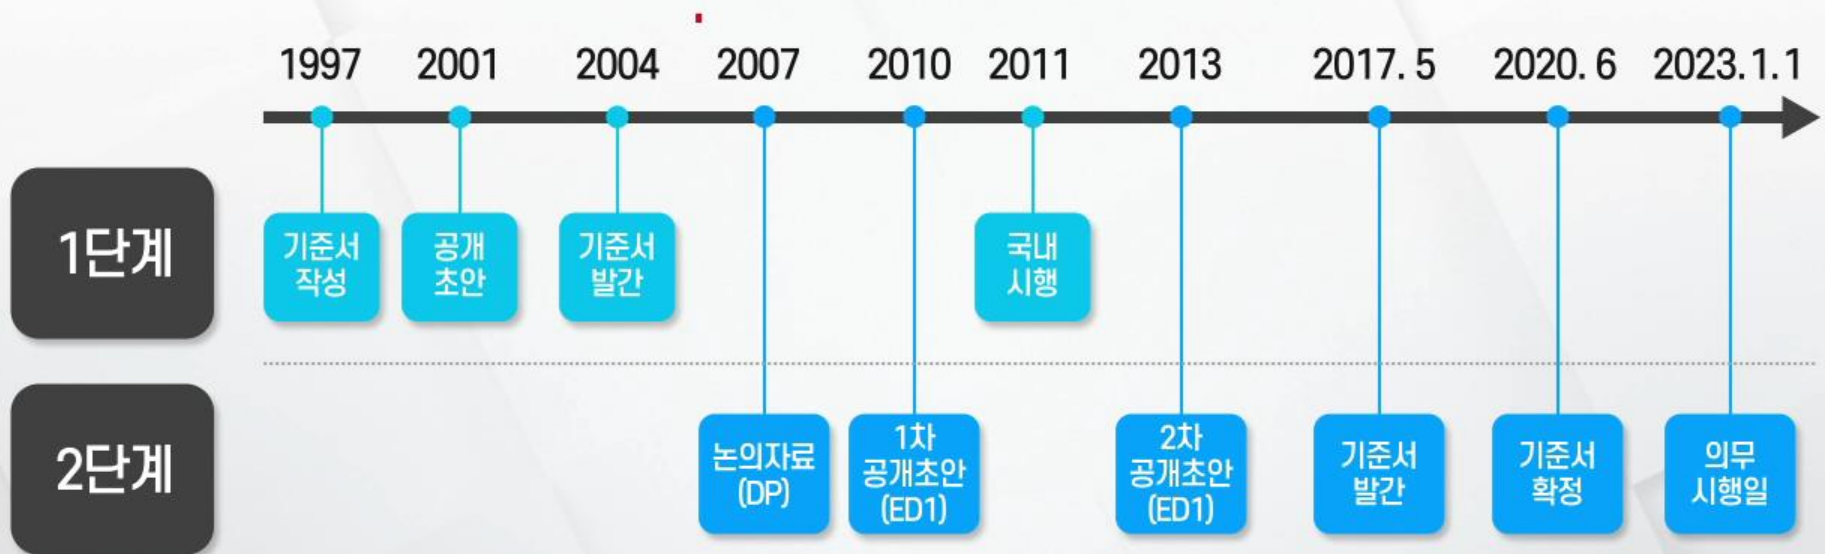 1997 2001 2004 2007 2010 2011 2013 2017. 5 2020. 6 2023.1.1
1단계
기준서
작성
공개
초안
기준서
발간
국내
시행
2단계
논의자료
(DP)
1차
공개초안
(ED1)
2차
공개초안
(ED1)
기준서
발간
기준서
확정
의무
시행일